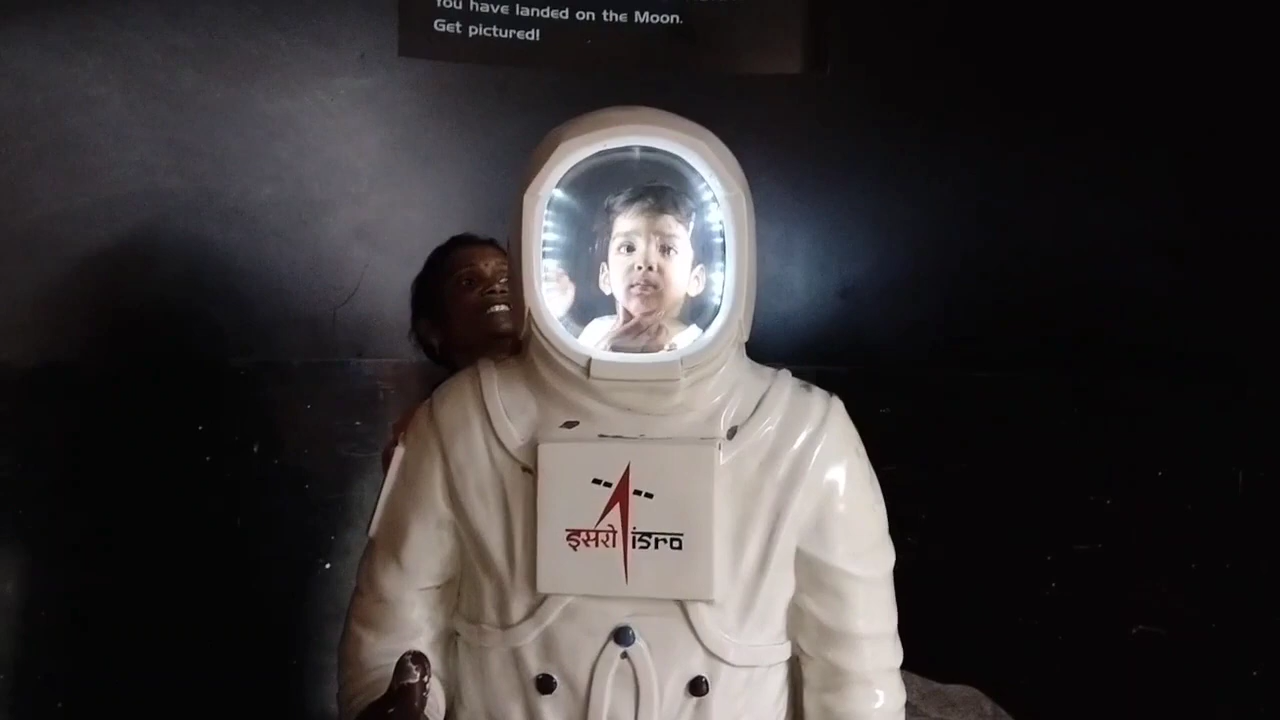 You have landed on the Moon.
Get pictured!
इसरो isro